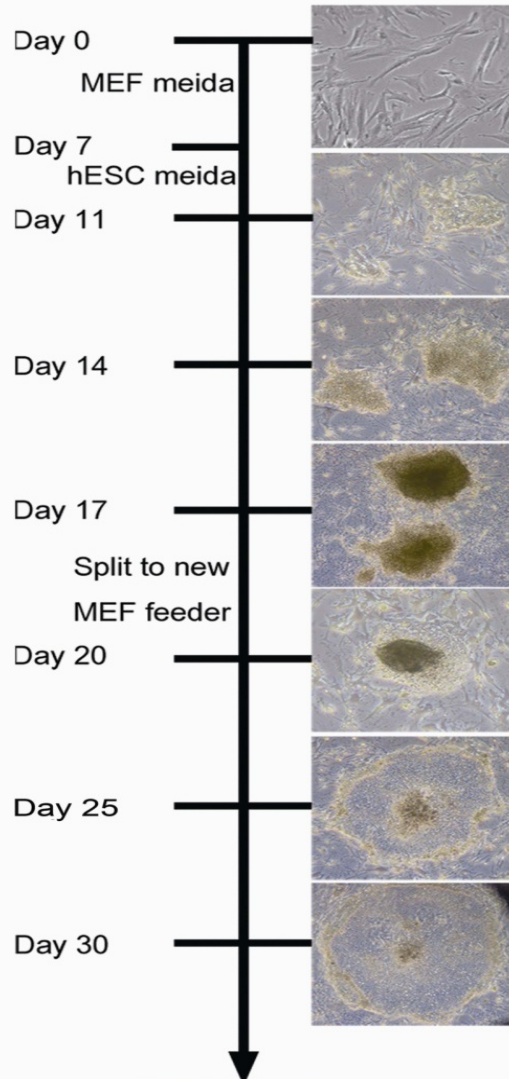 Day 0
MEF meida
Day 7
hESC meida
Day 11
Day 14
Day 17
Split to new
MEF feeder
Day 20
Day 25
Day 30